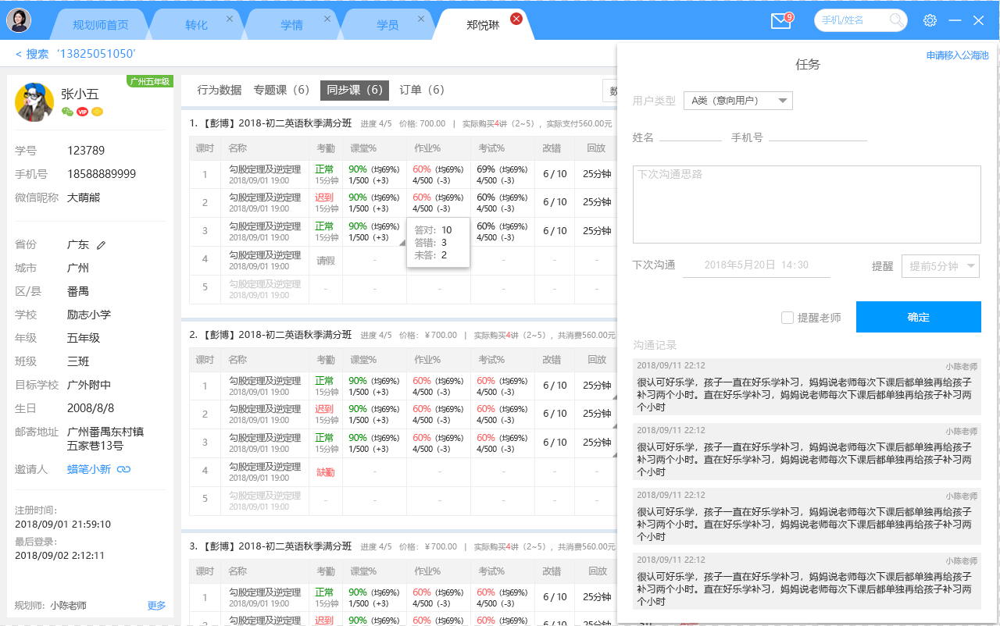 规划师首页
转化
学情
学员
郑悦琳
9
手机/姓名
< 搜索 ‘13825051050’
广州五年级
张小五
VIP
学号 123789
手机号 18588889999
微信昵称 大萌熊
省份 广东
城市 广州
区/县 番禺
学校 励志小学
年级 五年级
班级 三班
目标学校 广外附中
生日 2008/8/8
邮寄地址 广州番禺东村镇
五家巷13号
邀请人 蜡笔小新
注册时间：
2018/09/01 21:59:10
最后登录：
2018/09/02 2:12:11
规划师：小陈老师 更多
行为数据 专题课（6） 同步课（6） 订单（6） 数
1. 【彭博】2018-初二英语秋季满分班 进度 4/5 价格: 700.00 | 实际购买4讲（2~5），实际支付560.00元
课时 名称 考勤 课堂% 作业% 考试% 改错 回放
1 勾股定理及逆定理 正常 90%（均69%） 60%（均69%） 69%（均69%） 6 / 10 25分钟
2018/09/01 19:00 15分钟 1/500（+3） 4/500（-3） 4/500（-3）
2 勾股定理及逆定理 迟到 90%（均69%） 60%（均69%） 60%（均69%） 6 / 10 25分钟
2018/09/01 19:00 15分钟 1/500（+3） 4/500（-3） 4/500（-3）
3 勾股定理及逆定理 正常 90%（均69%） 60%（均69%） 6 / 10 25分钟
2018/09/01 19:00 15分钟 1/500（+3） 4/500（-3）
答对： 10
答错： 3
未答： 2
4 勾股定理及逆定理 请假 - - - -
2018/09/01 19:00
5 勾股定理及逆定理 - - - - - -
2018/09/01 19:00
2. 【彭博】2018-初二英语秋季满分班 进度 4/5 价格: ￥700.00 | 实际购买4讲（2~5），共消费560.00元
课时 名称 考勤 课堂% 作业% 考试% 改错 回放
1 勾股定理及逆定理 正常 90%（均69%） 60%（均69%） 60%（均69%） 6 / 10 25分钟
2018/09/01 19:00 15分钟 1/500（+3） 4/500（-3） 4/500（-3）
2 勾股定理及逆定理 迟到 90%（均69%） 60%（均69%） 60%（均69%） 6 / 10 25分钟
2018/09/01 19:00 15分钟 1/500（+3） 4/500（-3） 4/500（-3）
3 勾股定理及逆定理 正常 90%（均69%） 60%（均69%） 60%（均69%） 6 / 10 25分钟
2018/09/01 19:00 15分钟 1/500（+3） 4/500（-3） 4/500（-3）
4 勾股定理及逆定理 缺勤 - - - - -
2018/09/01 19:00
5 勾股定理及逆定理 - - - - - -
2018/09/01 19:00
3. 【彭博】2018-初二英语秋季满分班 进度 4/5 价格: ￥700.00 | 实际购买4讲（2~5），共消费560.00元
课时 名称 考勤 课堂% 作业% 考试% 改错 回放
1 勾股定理及逆定理 正常 90%（均69%） 60%（均69%） 60%（均69%） 6 / 10 25分钟
2018/09/01 19:00 15分钟 1/500（+3） 4/500（-3） 4/500（-3）
2 勾股定理及逆定理 迟到 90%（均69%） 60%（均69%） 60%（均69%） 6 / 10 25分钟
任务
申请移入公海池
用户类型 A类（意向用户）
姓名 手机号
下次沟通思路
下次沟通 2018年5月20日 14:30 提醒 提前5分钟
提醒老师 确定
沟通记录
2018/09/11 22:12 小陈老师
很认可好乐学，孩子一直在好乐学补习，妈妈说老师每次下课后都单独再给孩子
补习两个小时。直在好乐学补习，妈妈说老师每次下课后都单独再给孩子补习两
个小时
2018/09/11 22:12 小陈老师
很认可好乐学，孩子一直在好乐学补习，妈妈说老师每次下课后都单独再给孩子
补习两个小时。直在好乐学补习，妈妈说老师每次下课后都单独再给孩子补习两
个小时
2018/09/11 22:12 小陈老师
很认可好乐学，孩子一直在好乐学补习，妈妈说老师每次下课后都单独再给孩子
补习两个小时。直在好乐学补习，妈妈说老师每次下课后都单独再给孩子补习两
个小时
2018/09/11 22:12 小陈老师
很认可好乐学，孩子一直在好乐学补习，妈妈说老师每次下课后都单独再给孩子
补习两个小时。直在好乐学补习，妈妈说老师每次下课后都单独再给孩子补习两
个小时